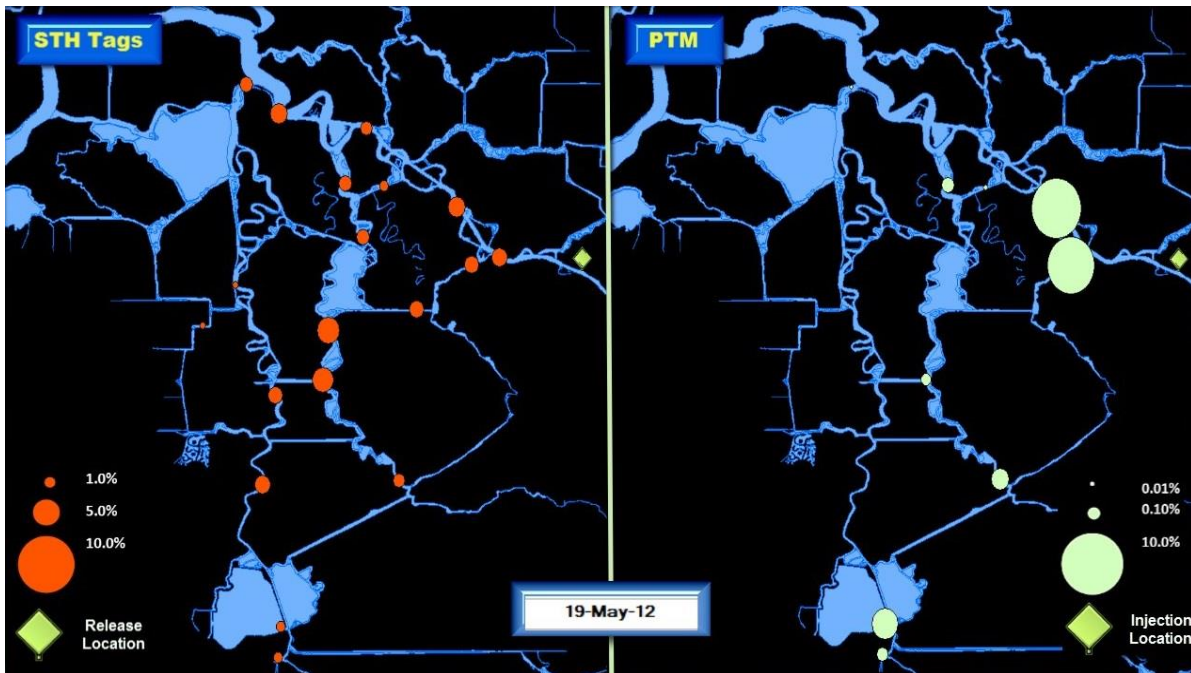 STH Tags
PTM
1.0%
5.0%
10.0%
Release
Location
19-May-12
0.01%
0.10%
10.0%
Injection
Location